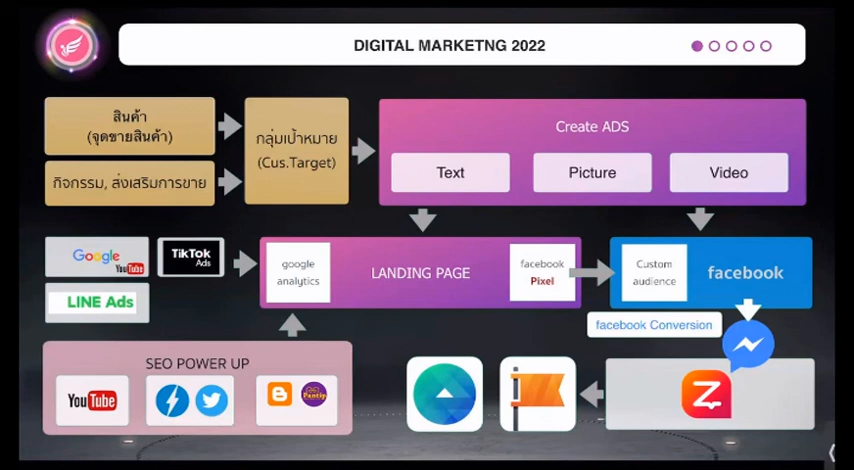 DIGITAL MARKETNG 2022
สินค้า
(จุดขายสินค้า)
กิจกรรม, ส่งเสริมการขาย
กลุ่มเป้าหมาย
(Cus.Target)
Create ADS
Text
Picture
Video
Google
YouTube
TikTok
Ads
LINE Ads
google
analytics
LANDING PAGE
facebook
Pixel
Custom
audience
facebook
facebook Conversion
SEO POWER UP
YouTube
Pantip